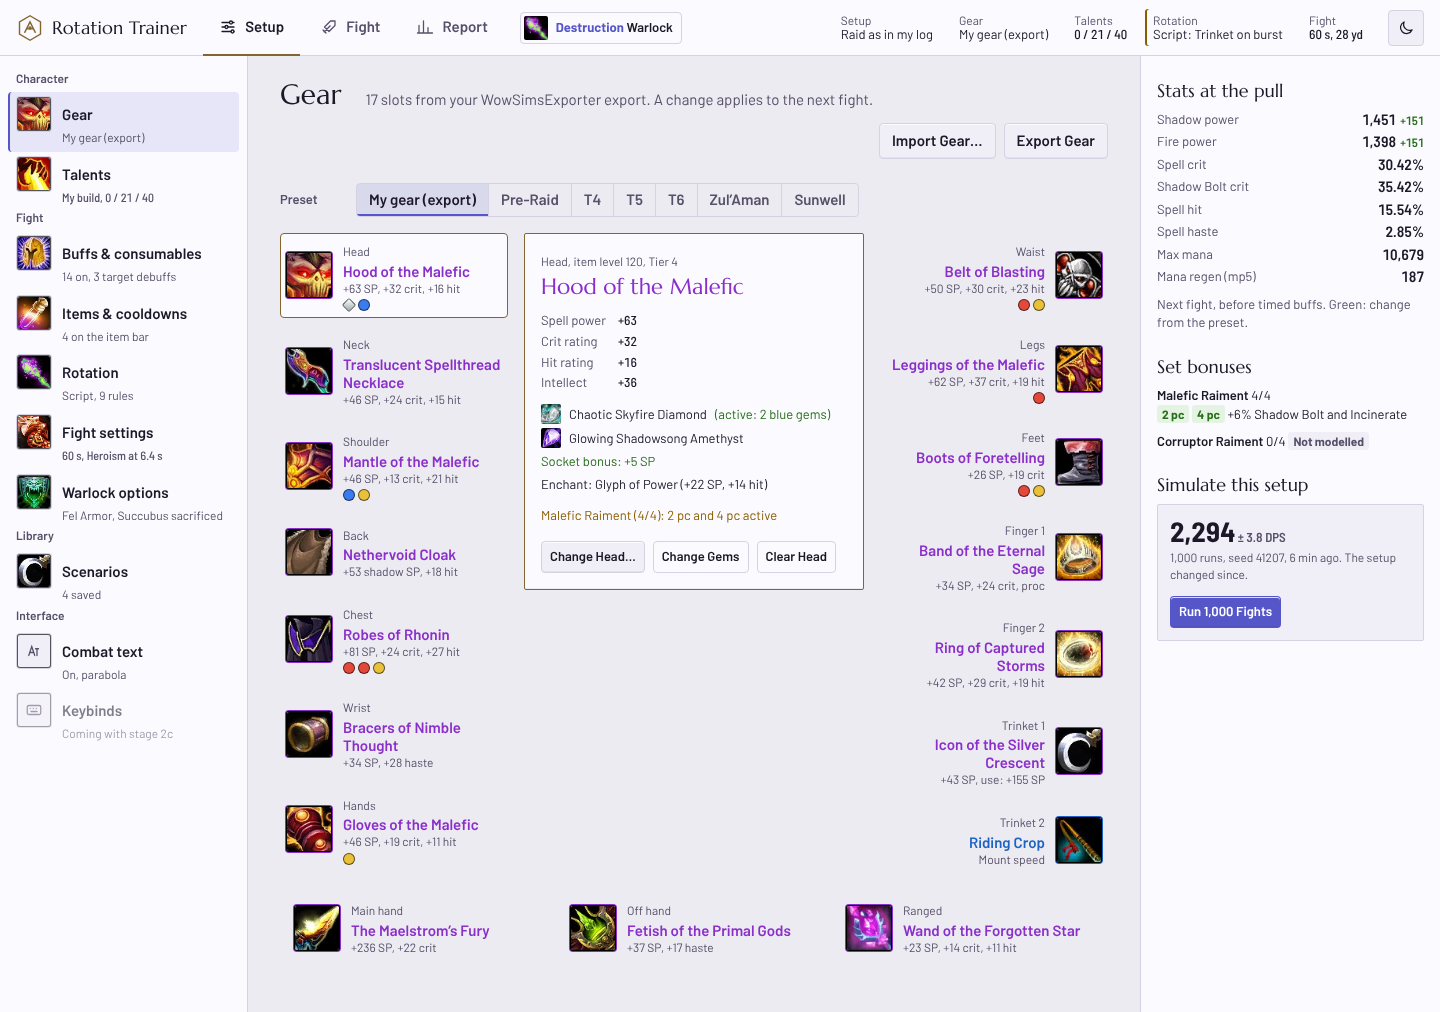 Rotation Trainer
Setup
Fight
Report
Destruction Warlock
Setup
Raid as in my log
Gear
My gear (export)
Talents
0 / 21 / 40
Rotation
Script: Trinket on burst
Fight
60 s, 28 yd
Character
Gear
My gear (export)
Talents
My build, 0 / 21 / 40
Fight
Buffs & consumables
14 on, 3 target debuffs
Items & cooldowns
4 on the item bar
Rotation
Script, 9 rules
Fight settings
60 s, Heroism at 6.4 s
Warlock options
Fel Armor, Succubus sacrificed
Library
Scenarios
4 saved
Interface
AT
Combat text
On, parabola
Keybinds
Coming with stage 2c
Gear
17 slots from your WowSimsExporter export. A change applies to the next fight.
Import Gear…
Export Gear
Preset
My gear (export)
Pre-Raid
T4
T5
T6
Zul’Aman
Sunwell
Head
Hood of the Malefic
+63 SP, +32 crit, +16 hit
Neck
Translucent Spellthread
Necklace
+46 SP, +24 crit, +15 hit
Shoulder
Mantle of the Malefic
+46 SP, +13 crit, +21 hit
Back
Nethervoid Cloak
+53 shadow SP, +18 hit
Chest
Robes of Rhonin
+81 SP, +24 crit, +27 hit
Wrist
Bracers of Nimble
Thought
+34 SP, +28 haste
Hands
Gloves of the Malefic
+46 SP, +19 crit, +11 hit
Head, item level 120, Tier 4
Hood of the Malefic
Spell power +63
Crit rating +32
Hit rating +16
Intellect +36
Chaotic Skyfire Diamond (active: 2 blue gems)
Glowing Shadowsong Amethyst
Socket bonus: +5 SP
Enchant: Glyph of Power (+22 SP, +14 hit)
Malefic Raiment (4/4): 2 pc and 4 pc active
Change Head…
Change Gems
Clear Head
Waist
Belt of Blasting
+50 SP, +30 crit, +23 hit
Legs
Leggings of the Malefic
+62 SP, +37 crit, +19 hit
Feet
Boots of Foretelling
+26 SP, +19 crit
Finger 1
Band of the Eternal
Sage
+34 SP, +24 crit, proc
Finger 2
Ring of Captured
Storms
+42 SP, +29 crit, +19 hit
Trinket 1
Icon of the Silver
Crescent
+43 SP, use: +155 SP
Trinket 2
Riding Crop
Mount speed
Main hand
The Maelstrom’s Fury
+236 SP, +22 crit
Off hand
Fetish of the Primal Gods
+37 SP, +17 haste
Ranged
Wand of the Forgotten Star
+23 SP, +14 crit, +11 hit
Stats at the pull
Shadow power 1,451 +151
Fire power 1,398 +151
Spell crit 30.42%
Shadow Bolt crit 35.42%
Spell hit 15.54%
Spell haste 2.85%
Max mana 10,679
Mana regen (mp5) 187
Next fight, before timed buffs. Green: change
from the preset.
Set bonuses
Malefic Raiment 4/4
2 pc 4 pc +6% Shadow Bolt and Incinerate
Corruptor Raiment 0/4 Not modelled
Simulate this setup
2,294 ± 3.8 DPS
1,000 runs, seed 41207, 6 min ago. The setup
changed since.
Run 1,000 Fights